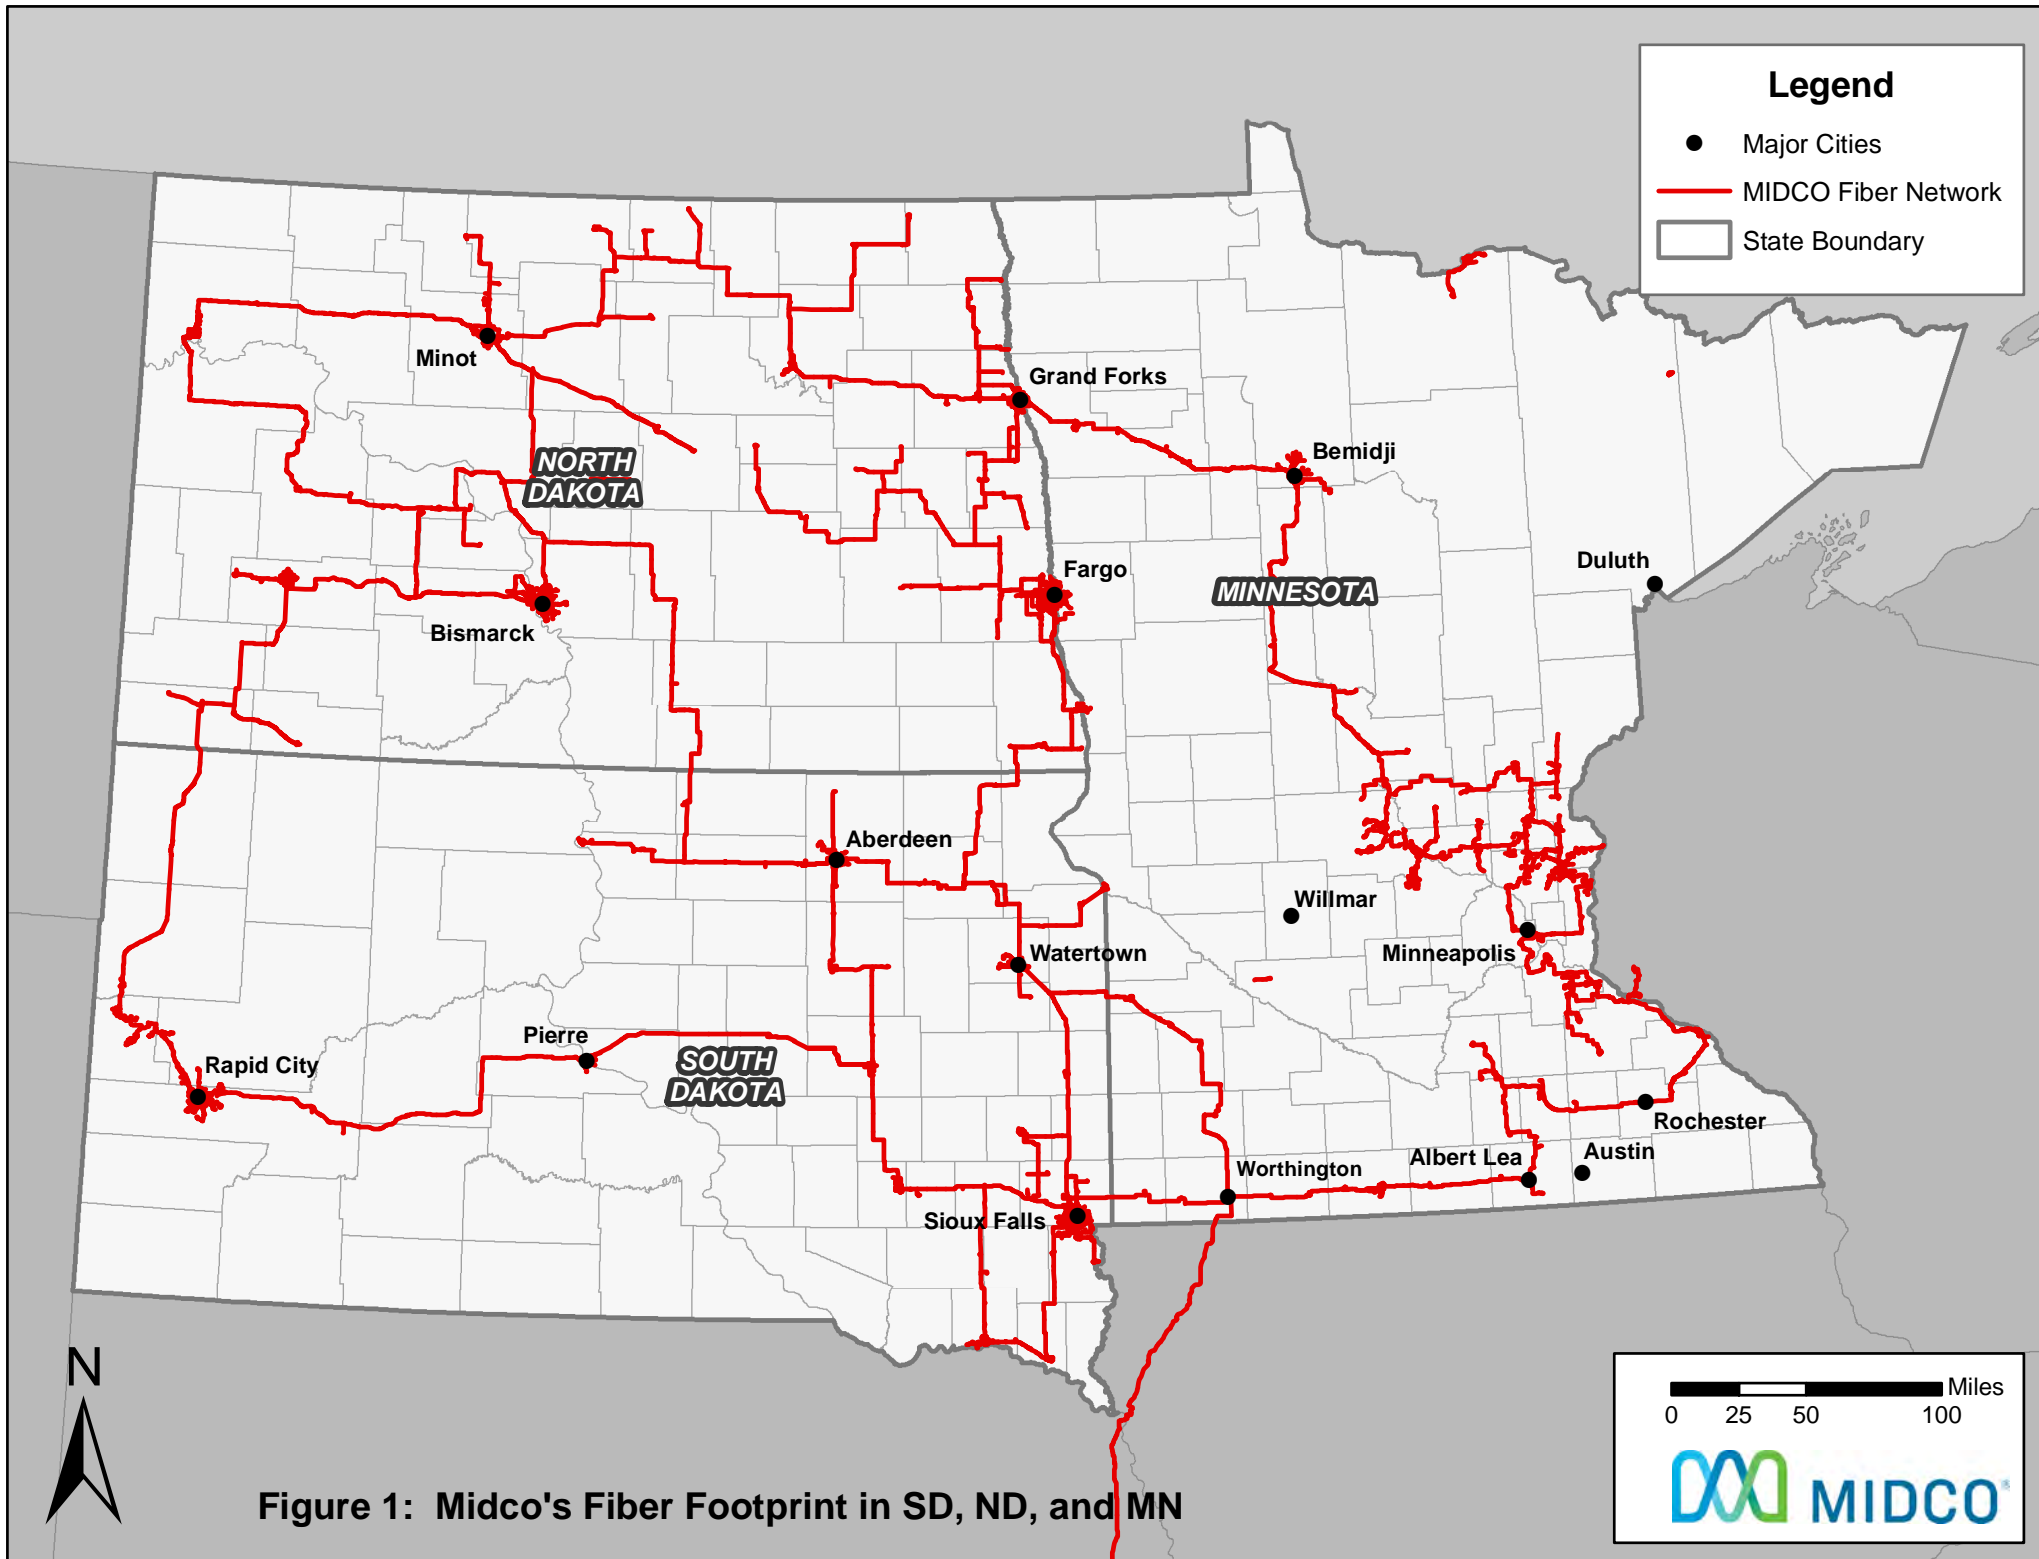 Legend
Major Cities
MIDCO Fiber Network
State Boundary
Minot
Grand Forks
Bemidji
NORTH
DAKOTA
Duluth
Fargo
MINNESOTA
Bismarck
Aberdeen
Willmar
Watertown
Minneapolis
Pierre
Rapid City
SOUTH
DAKOTA
Rochester
Austin
Albert Lea
Worthington
Sioux Falls
N
Miles
0 25 50 100
MIDCO
Figure 1: Midco's Fiber Footprint in SD, ND, and MN